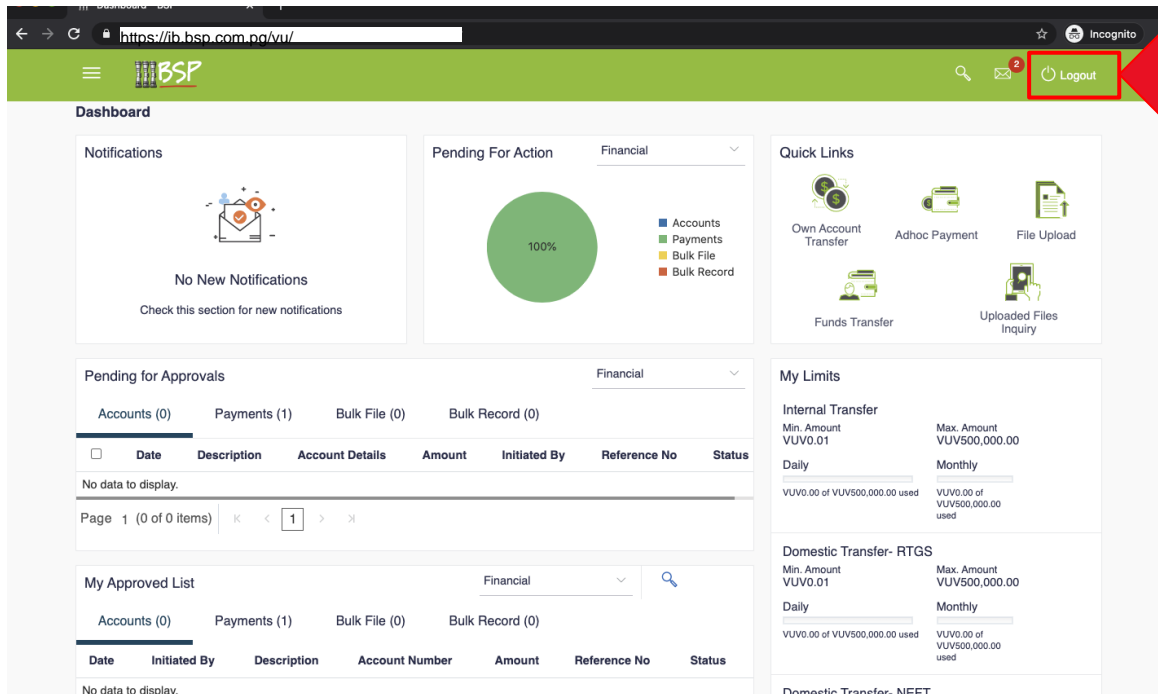 Dashboard - BSP
https://ib.bsp.com.pg/vu/
Incognito
BSP
2
Logout
Dashboard
Notifications
No New Notifications
Check this section for new notifications
Pending For Action
Financial
100%
Accounts
Payments
Bulk File
Bulk Record
Quick Links
Own Account
Transfer
Adhoc Payment
File Upload
Funds Transfer
Uploaded Files
Inquiry
Pending for Approvals
Financial
Accounts (0) Payments (1) Bulk File (0) Bulk Record (0)
Date Description Account Details Amount Initiated By Reference No Status
No data to display.
Page 1 (0 of 0 items) K < 1 > >|
My Approved List
Financial
Accounts (0) Payments (1) Bulk File (0) Bulk Record (0)
Date Initiated By Description Account Number Amount Reference No Status
No data to display.
My Limits
Internal Transfer
Min. Amount Max. Amount
VUV0.01 VUV500,000.00
Daily Monthly
VUV0.00 of VUV500,000.00 used VUV0.00 of
VUV500,000.00
used
Domestic Transfer- RTGS
Min. Amount Max. Amount
VUV0.01 VUV500,000.00
Daily Monthly
VUV0.00 of VUV500,000.00 used VUV0.00 of
VUV500,000.00
used
Domestic Transfer- NEFT